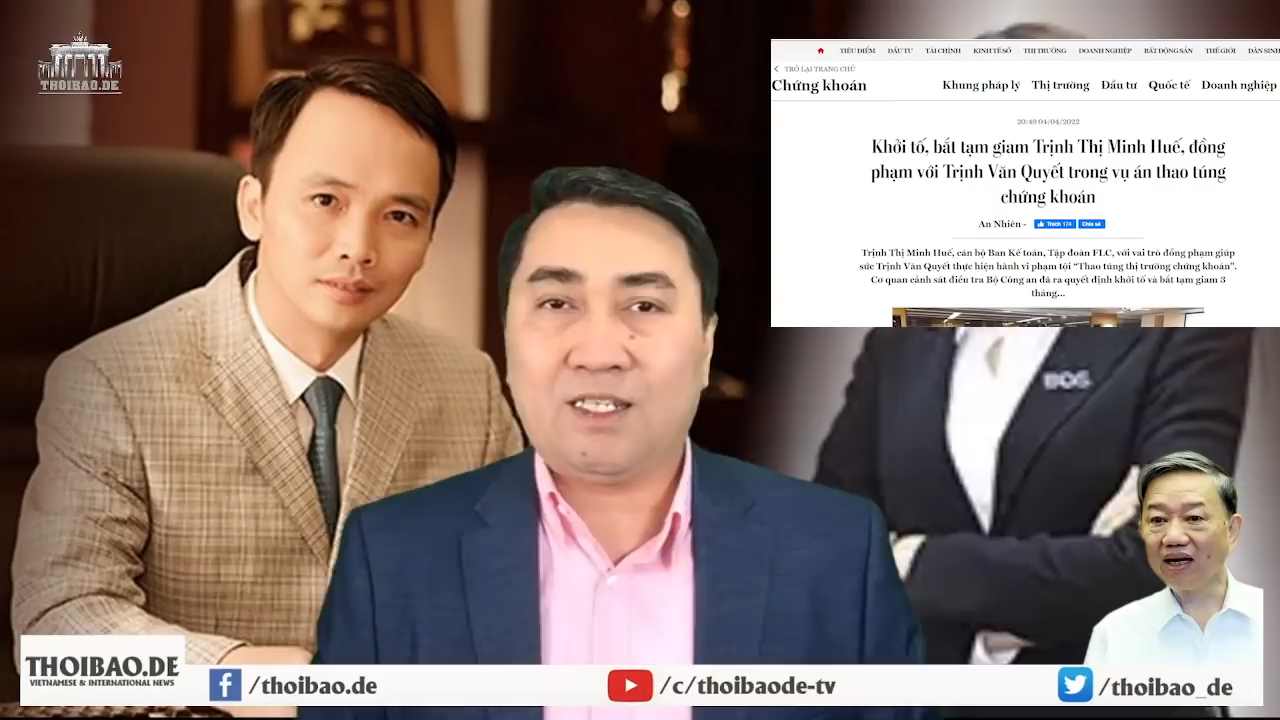 THOIBAO.DE
TIÊU ĐIỂM ĐẦU TƯ TÀI CHÍNH KINH TẾ SỐ THỊ TRƯỜNG DOANH NGHIỆP BẤT ĐỘNG SẢN THẾ GIỚI DÂN SINH
TRỞ LẠI TRANG CHỦ
Chứng khoán Khung pháp lý Thị trường Đầu tư Quốc tế Doanh nghiệp
20:49 04/04/2022
Khởi tố, bắt tạm giam Trịnh Thị Minh Huế, đồng
phạm với Trịnh Văn Quyết trong vụ án thao túng
chứng khoán
An Nhiên - Thích 174 Chia sẻ
Trịnh Thị Minh Huế, cán bộ Ban Kế toán, Tập đoàn FLC, với vai trò đồng phạm giúp
sức Trịnh Văn Quyết thực hiện hành vi phạm tội “Thao túng thị trường chứng khoán”.
Cơ quan cảnh sát điều tra Bộ Công an đã ra quyết định khởi tố và bắt tạm giam 3
tháng...
BOS
THOIBAO.DE
VIETNAMESE & INTERNATIONAL NEWS
/thoibao.de
/c/thoibaode-tv
/thoibao_de